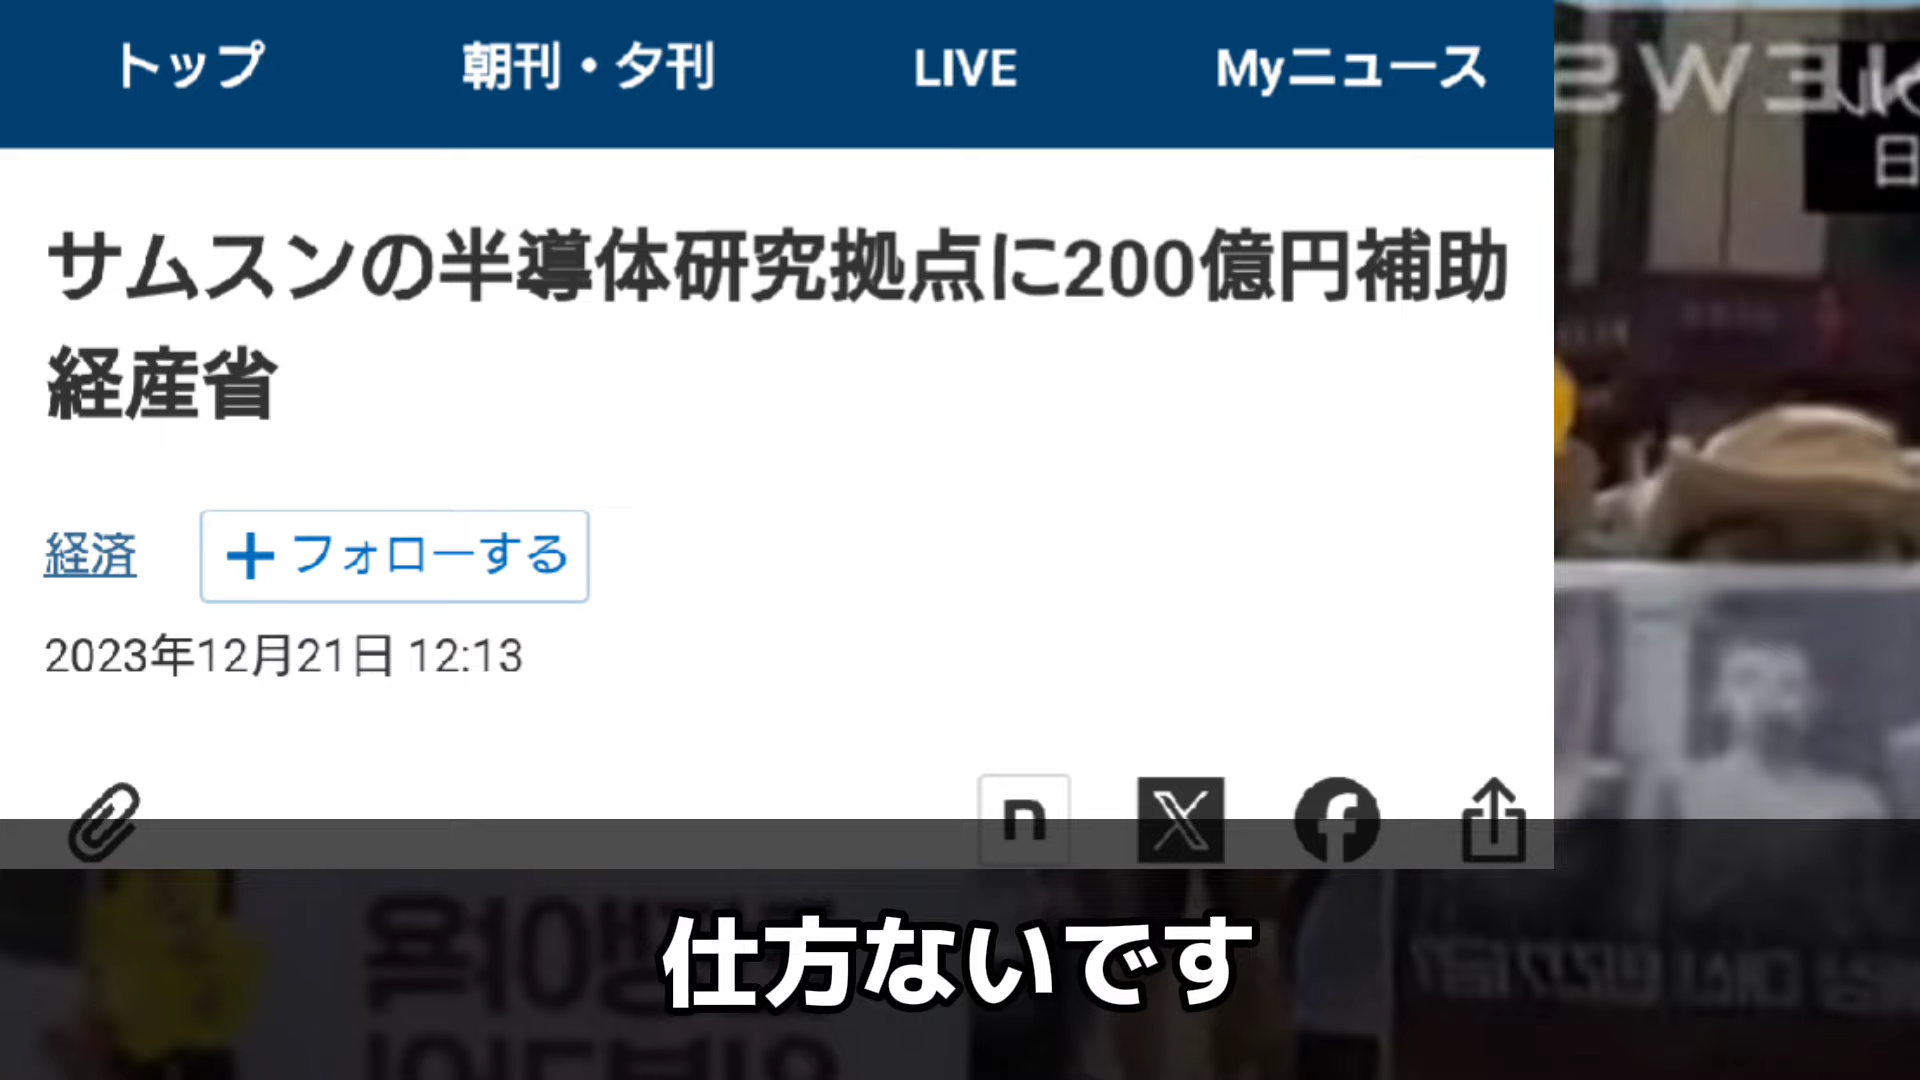 トップ 朝刊・夕刊 LIVE Myニュース
サムスンの半導体研究拠点に200億円補助
経産省
経済 +フォローする
2023年12月21日 12:13
仕方ないです